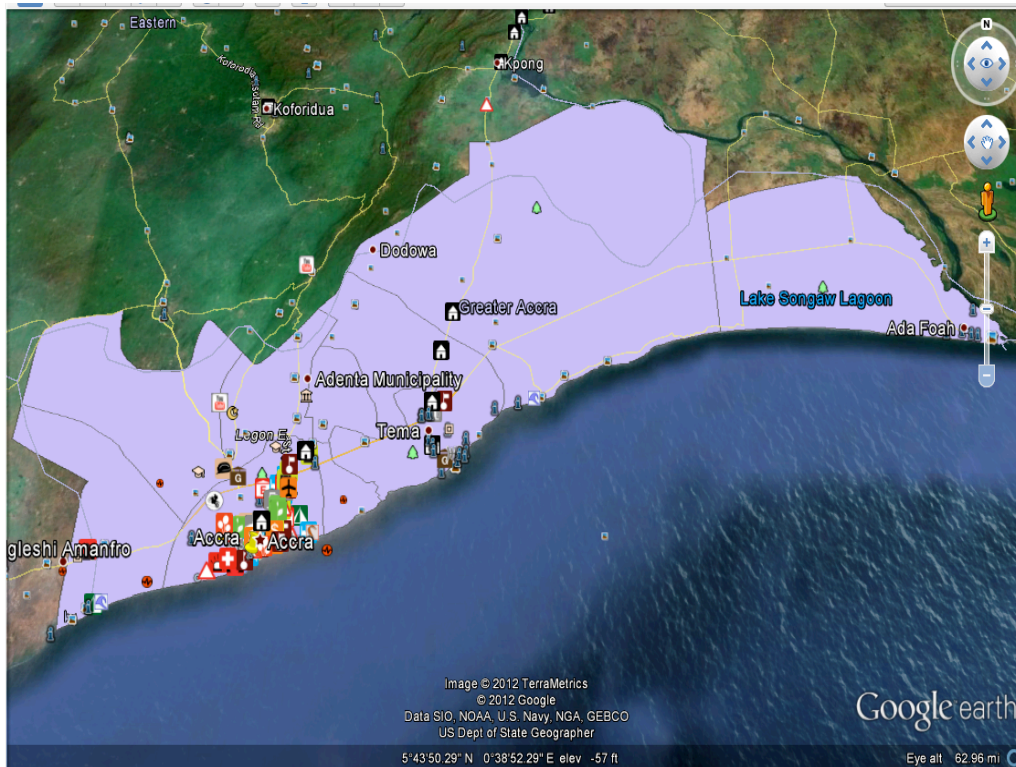 Eastern
N
Kpong
Koforidua
Dodowa
Greater Accra
Lake Songaw Lagoon
Ada Foah
Adenta Municipality
Tema
Legon
Accra
Accra
gleshi Amanfro
Image © 2012 TerraMetrics
© 2012 Google
Data SIO, NOAA, U.S. Navy, NGA, GEBCO
US Dept of State Geographer
Google earth
5°43'50.29" N 0°38'52.29" E elev -57 ft
Eye alt 62.96 mi